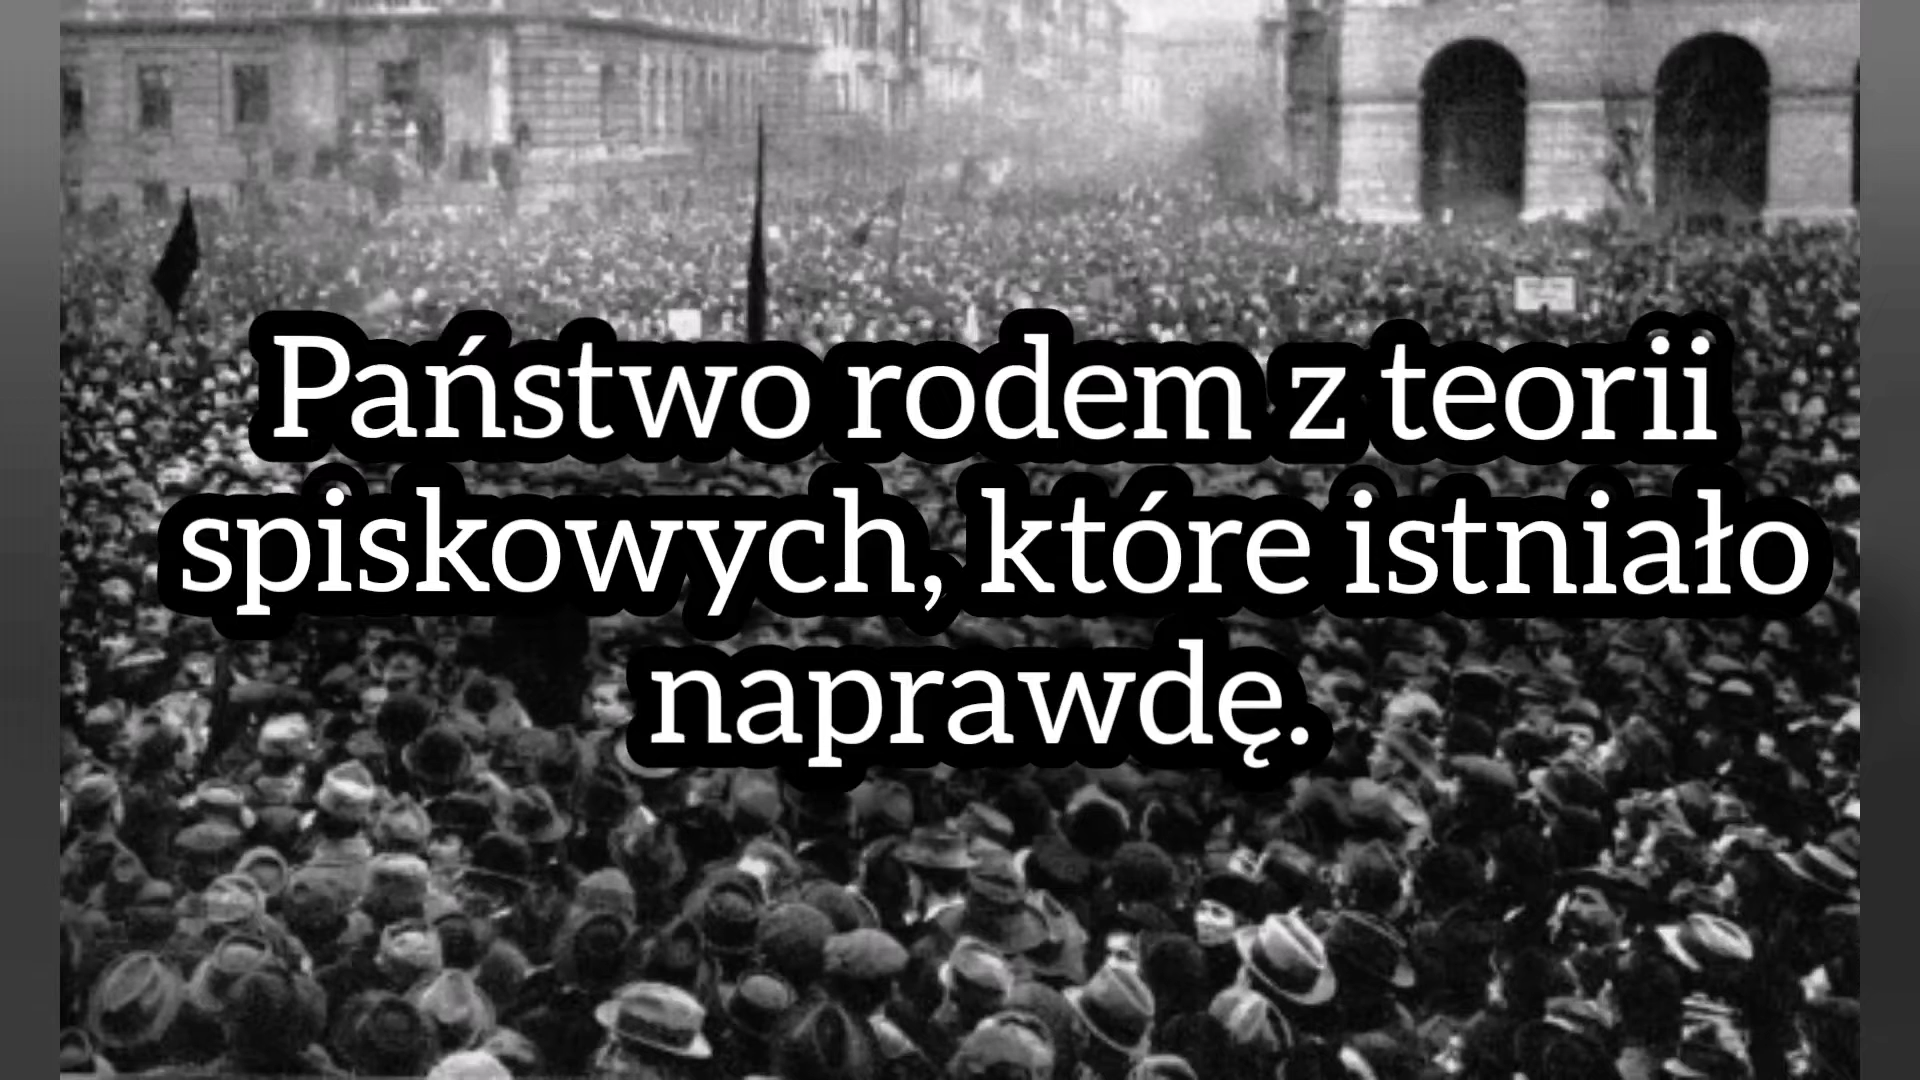 Państwo rodem z teorii
spiskowych, które istniało
naprawdę.